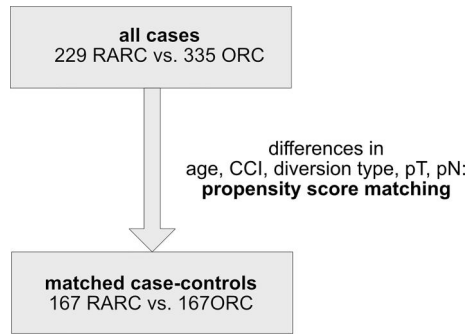 all cases
229 RARC vs. 335 ORC
differences in
age, CCI, diversion type, pT, pN:
propensity score matching
matched case-controls
167 RARC vs. 167ORC